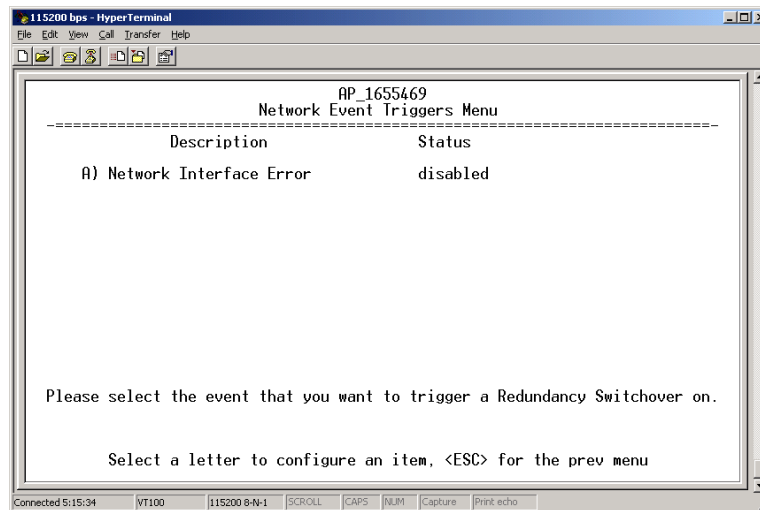 115200 bps - HyperTerminal
File Edit View Call Transfer Help
AP_1655469
Network Event Triggers Menu
-==========================================================================-
Description Status
A) Network Interface Error disabled
Please select the event that you want to trigger a Redundancy Switchover on.
Select a letter to configure an item, <ESC> for the prev menu
Connected 5:15:34 VT100 115200 8-N-1 SCROLL CAPS NUM Capture Print echo